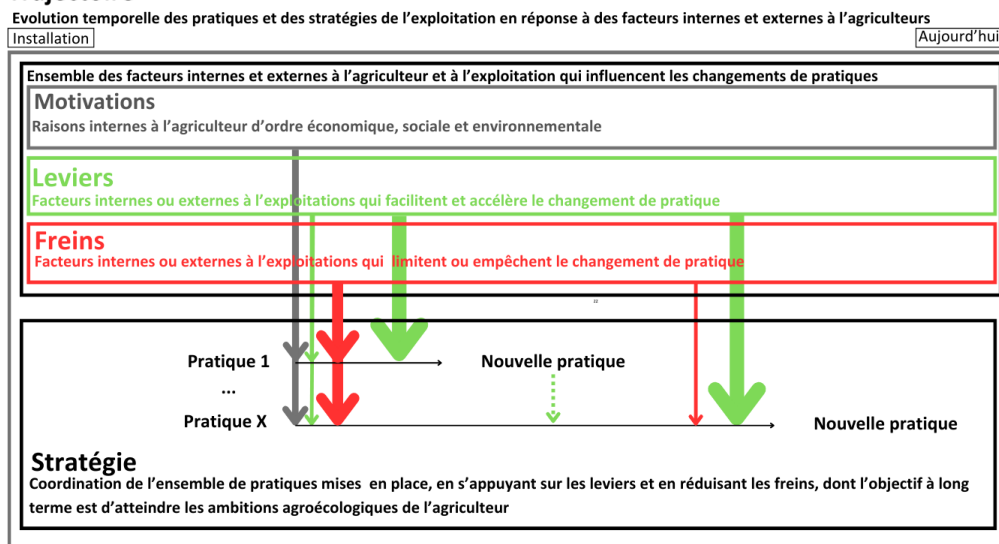 Evolution temporelle des pratiques et des stratégies de l'exploitation en réponse à des facteurs internes et externes à l'agriculteurs
Installation
Aujourd'hui
Ensemble des facteurs internes et externes à l'agriculteur et à l'exploitation qui influencent les changements de pratiques
Motivations
Raisons internes à l'agriculteur d'ordre économique, sociale et environnementale
Leviers
Facteurs internes ou externes à l'exploitations qui facilitent et accélère le changement de pratique
Freins
Facteurs internes ou externes à l'exploitations qui limitent ou empêchent le changement de pratique
"
Pratique 1
Nouvelle pratique
...
Pratique X
Nouvelle pratique
Stratégie
Coordination de l'ensemble de pratiques mises en place, en s'appuyant sur les leviers et en réduisant les freins, dont l'objectif à long
terme est d'atteindre les ambitions agroécologiques de l'agriculteur